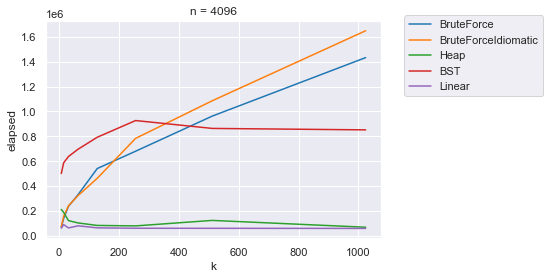 n = 4096
1e6
1.6
1.4
1.2
1.0
0.8
0.6
0.4
0.2
0.0
elapsed
0 200 400 600 800 1000
k
BruteForce
BruteForceIdiomatic
Heap
BST
Linear